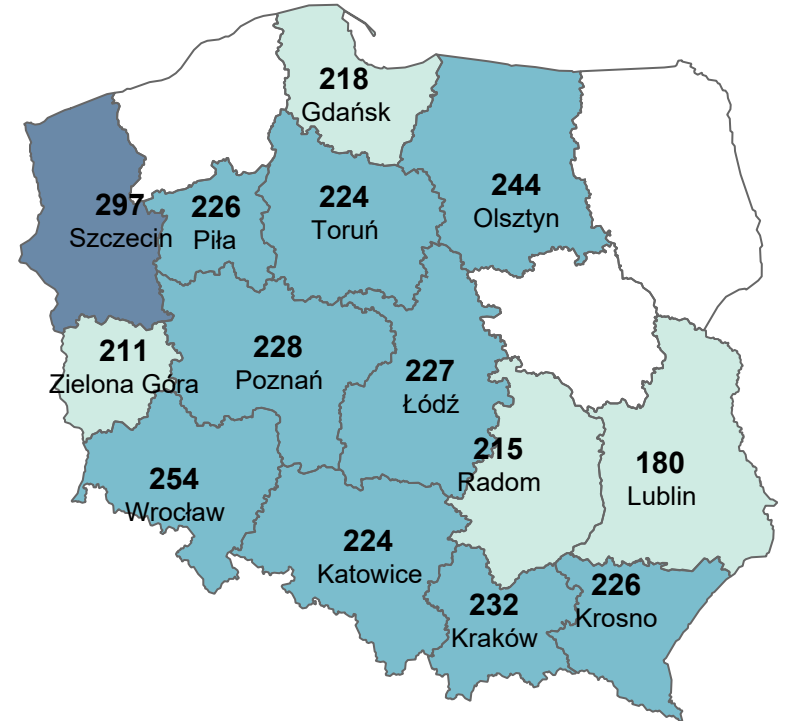 218
Gdańsk
297
Szczecin
226
Piła
224
Toruń
244
Olsztyn
211
Zielona Góra
228
Poznań
227
Łódź
254
Wrocław
215
Radom
180
Lublin
224
Katowice
232
Kraków
226
Krosno